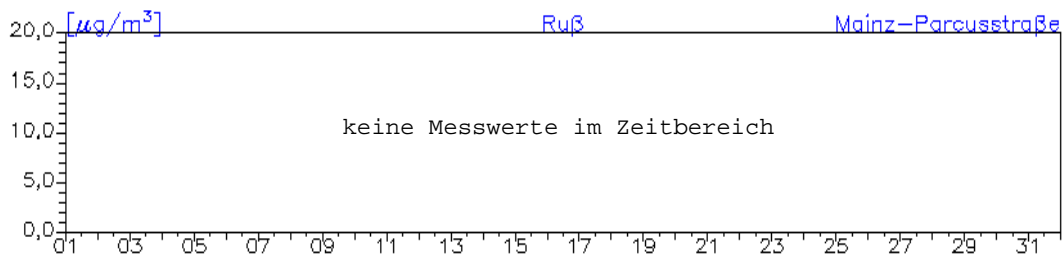 [μg/m³] Ruß Mainz-Parcusstraße
20,0
15,0
10,0 keine Messwerte im Zeitbereich
5,0
0,0
01 03 05 07 09 11 13 15 17 19 21 23 25 27 29 31